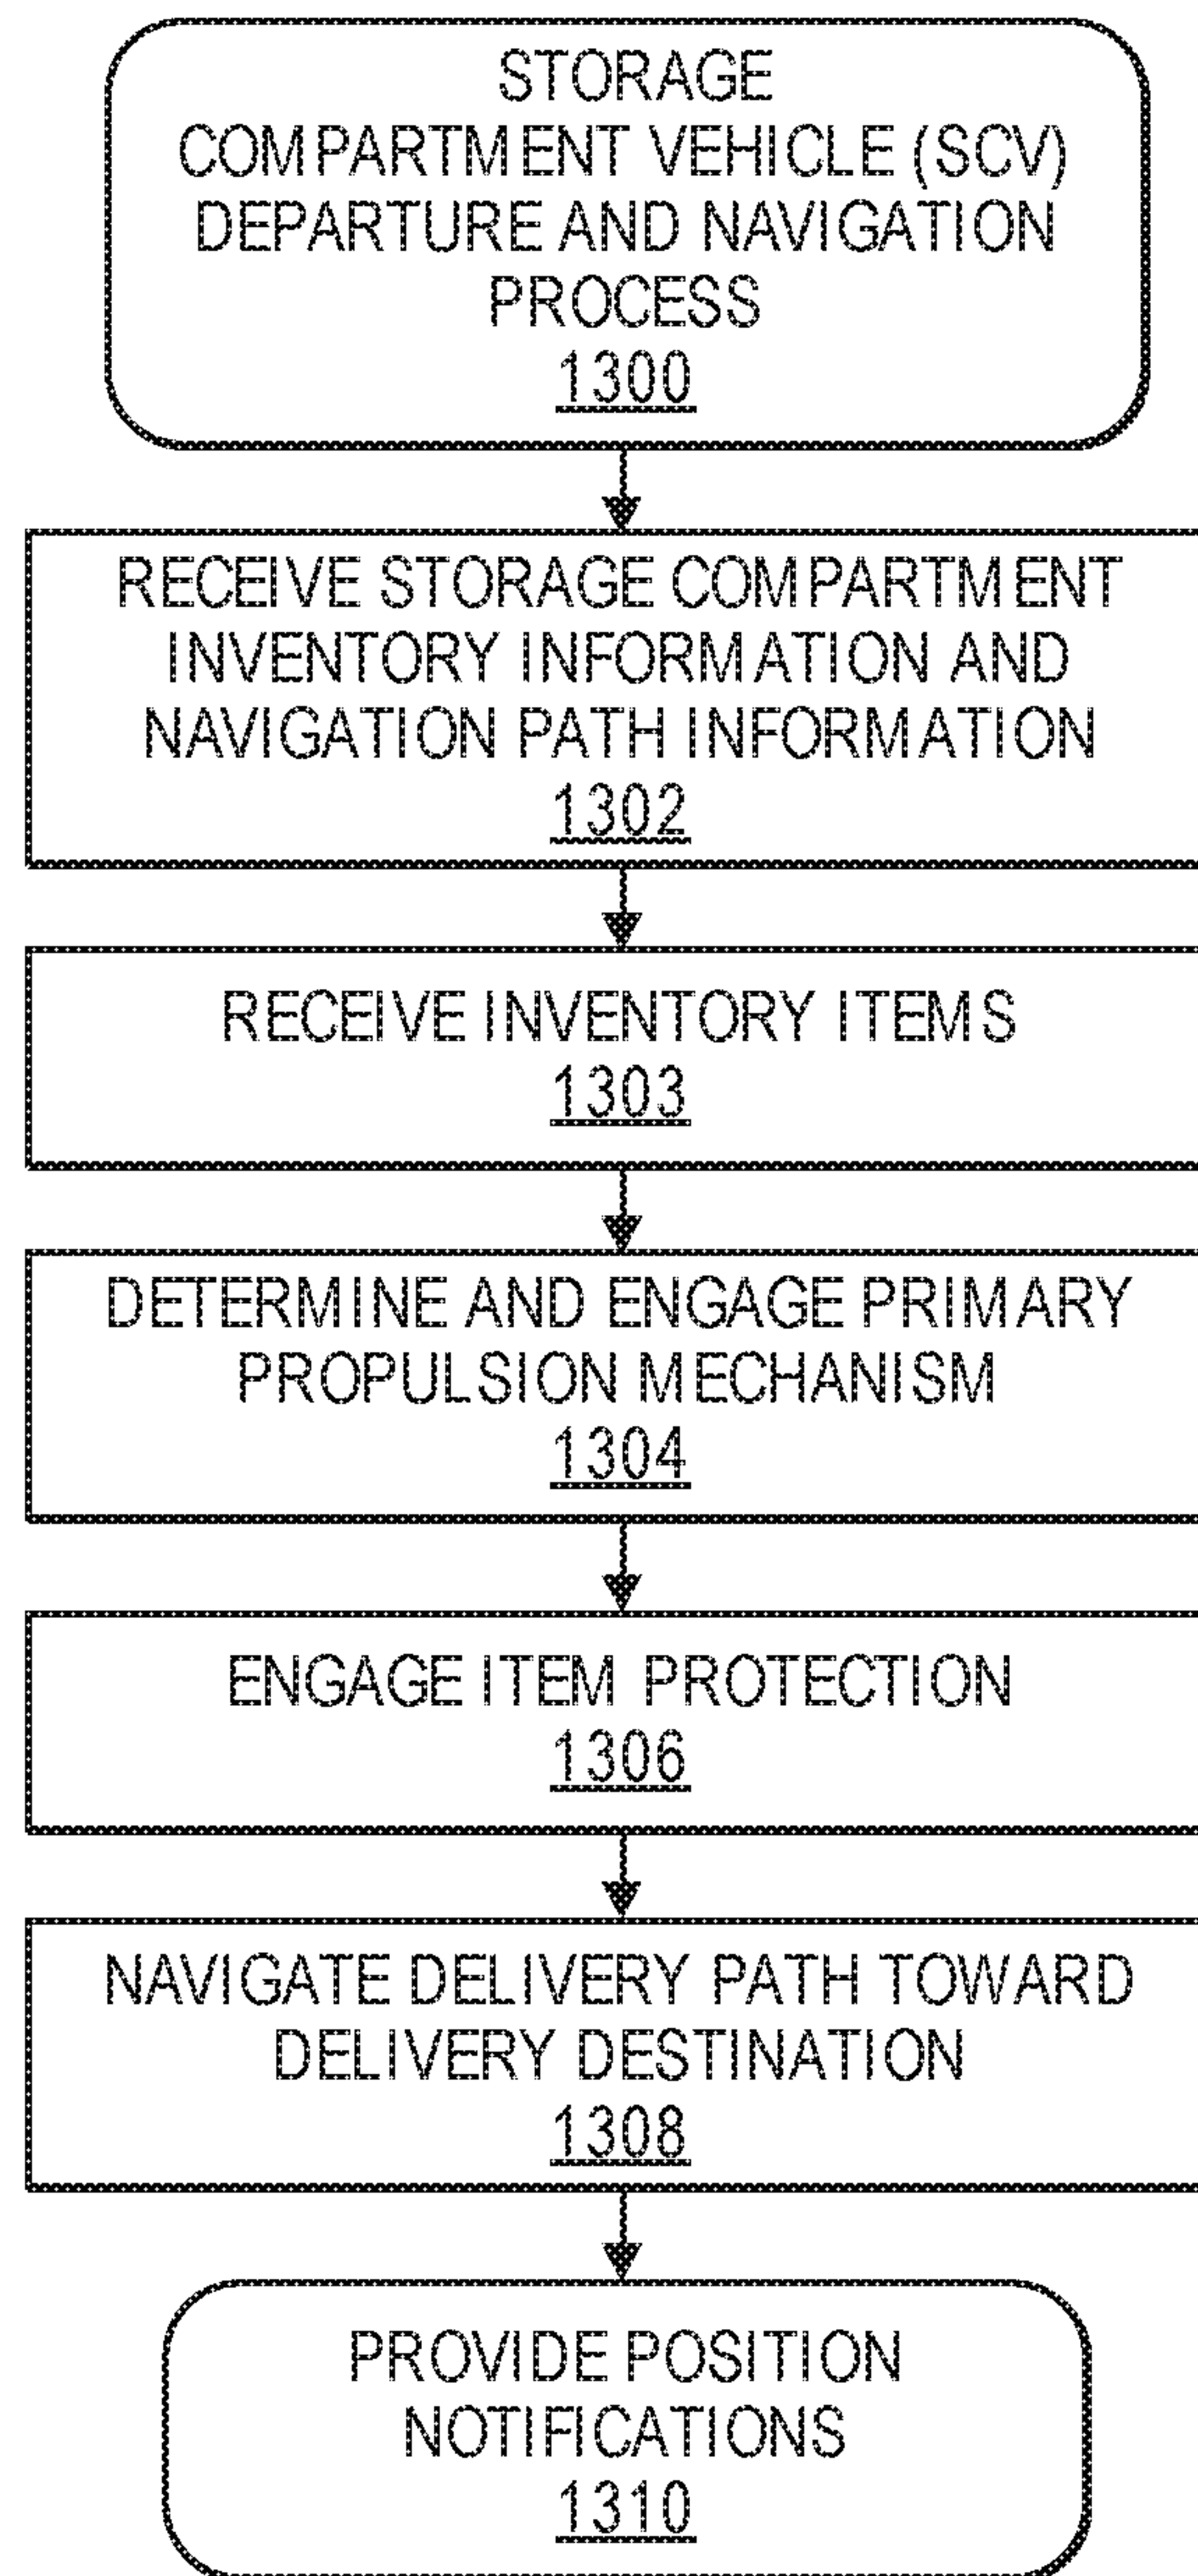 STORAGE
COMPARTMENT VEHICLE (SCV)
DEPARTURE AND NAVIGATION
PROCESS
1300
RECEIVE STORAGE COMPARTMENT
INVENTORY INFORMATION AND
NAVIGATION PATH INFORMATION
1302
RECEIVE INVENTORY ITEMS
1303
DETERMINE AND ENGAGE PRIMARY
PROPULSION MECHANISM
1304
ENGAGE ITEM PROTECTION
1306
NAVIGATE DELIVERY PATH TOWARD
DELIVERY DESTINATION
1308
PROVIDE POSITION
NOTIFICATIONS
1310